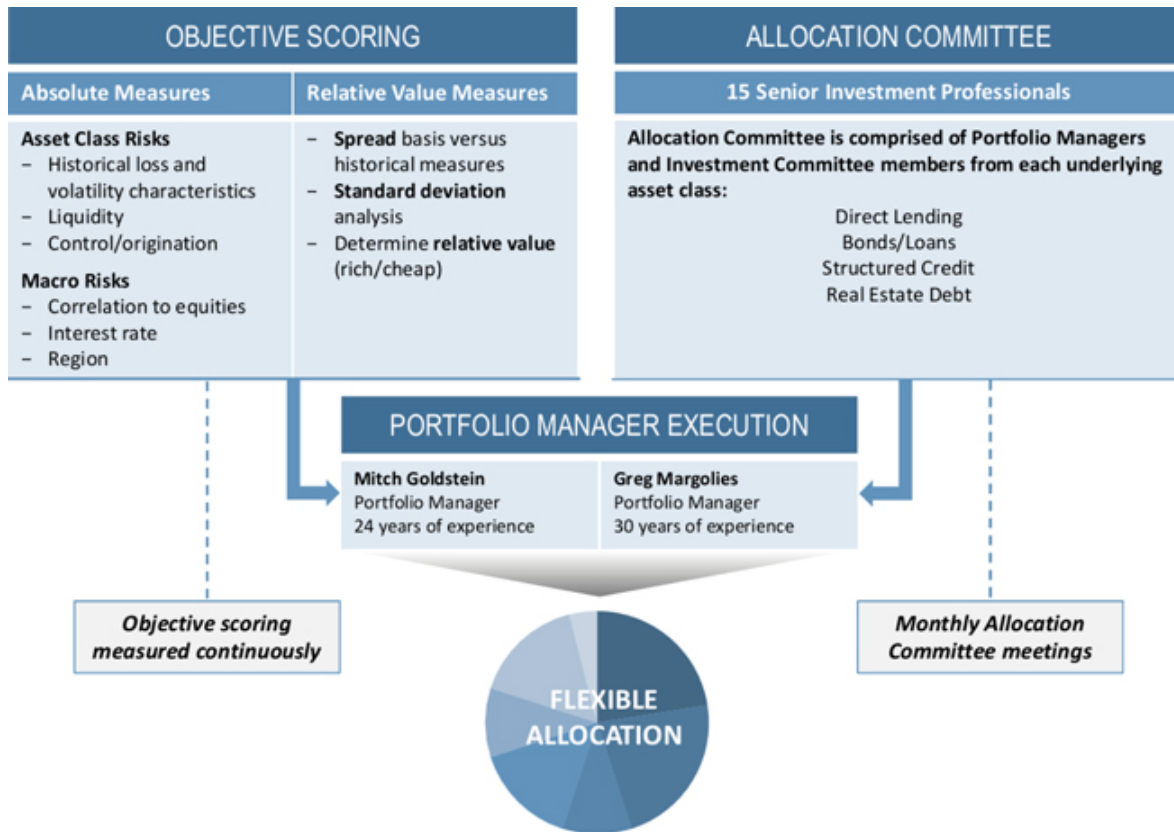 OBJECTIVE SCORING
Absolute Measures
Asset Class Risks
– Historical loss and
volatility characteristics
– Liquidity
– Control/origination
Macro Risks
– Correlation to equities
– Interest rate
– Region
Relative Value Measures
– Spread basis versus
historical measures
– Standard deviation
analysis
– Determine relative value
(rich/cheap)
ALLOCATION COMMITTEE
15 Senior Investment Professionals
Allocation Committee is comprised of Portfolio Managers
and Investment Committee members from each underlying
asset class:
Direct Lending
Bonds/Loans
Structured Credit
Real Estate Debt
PORTFOLIO MANAGER EXECUTION
Mitch Goldstein
Portfolio Manager
24 years of experience
Greg Margolies
Portfolio Manager
30 years of experience
Objective scoring
measured continuously
Monthly Allocation
Committee meetings
FLEXIBLE
ALLOCATION